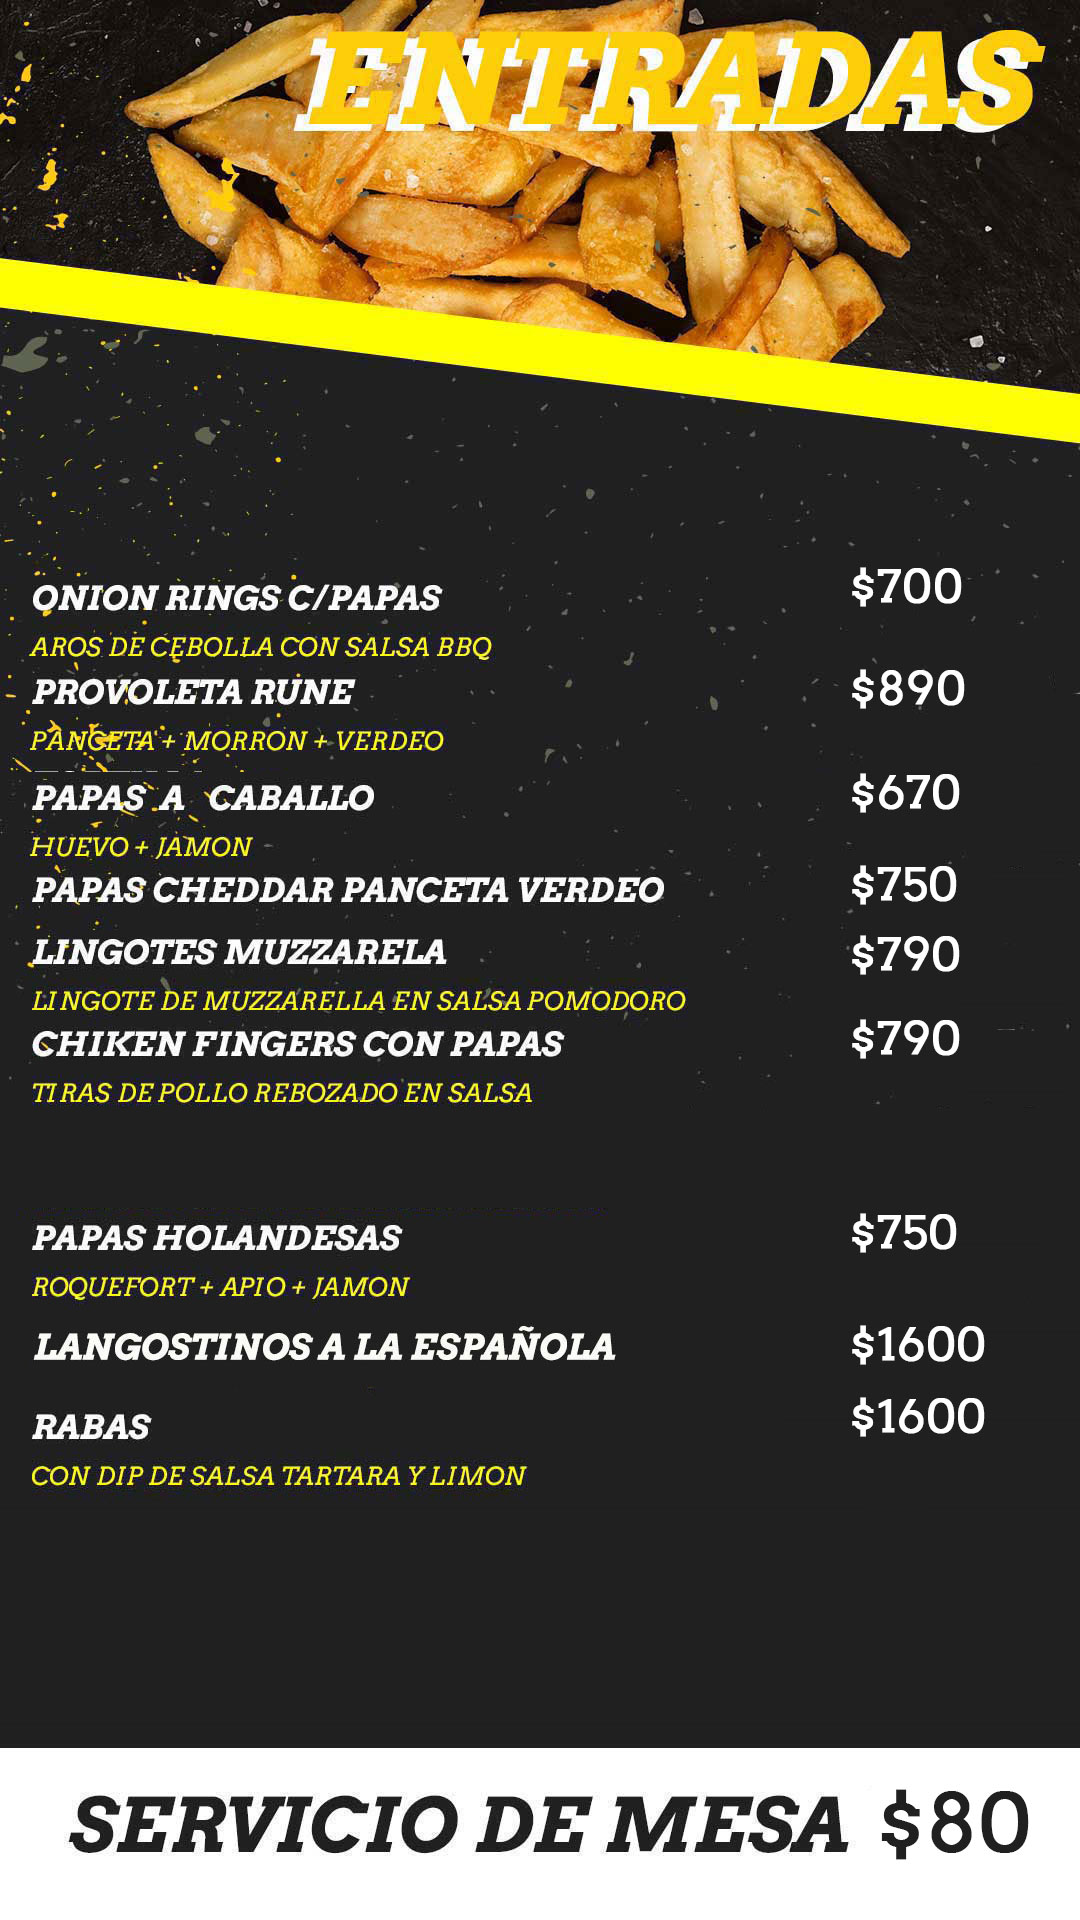 ENTRADAS
ONION RINGS C/PAPAS $700
AROS DE CEBOLLA CON SALSA BBQ
PROVOLETA RUNE $890
PANCETA + MORRON + VERDEO
PAPAS A CABALLO $670
HUEVO + JAMON
PAPAS CHEDDAR PANCETA VERDEO $750
LINGOTES MUZZARELA $790
LINGOTE DE MUZZARELLA EN SALSA POMODORO
CHIKEN FINGERS CON PAPAS $790
TIRAS DE POLLO REBOZADO EN SALSA
PAPAS HOLANDESAS $750
ROQUEFORT + APIO + JAMON
LANGOSTINOS A LA ESPAÑOLA $1600
RABAS $1600
CON DIP DE SALSA TARTARA Y LIMON
SERVICIO DE MESA $80